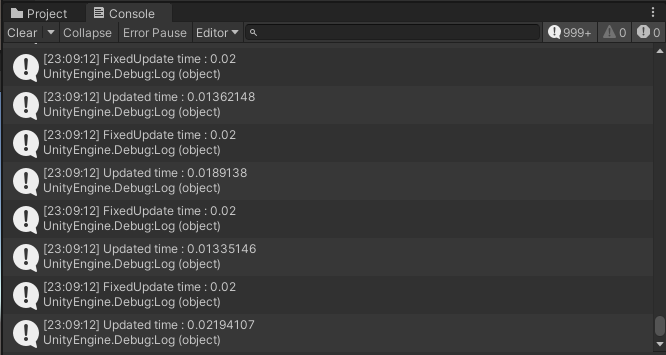 Project Console
Clear Collapse Error Pause Editor 999+ 0 0
[23:09:12] FixedUpdate time : 0.02
UnityEngine.Debug:Log (object)
[23:09:12] Updated time : 0.01362148
UnityEngine.Debug:Log (object)
[23:09:12] FixedUpdate time : 0.02
UnityEngine.Debug:Log (object)
[23:09:12] Updated time : 0.0189138
UnityEngine.Debug:Log (object)
[23:09:12] FixedUpdate time : 0.02
UnityEngine.Debug:Log (object)
[23:09:12] Updated time : 0.01335146
UnityEngine.Debug:Log (object)
[23:09:12] FixedUpdate time : 0.02
UnityEngine.Debug:Log (object)
[23:09:12] Updated time : 0.02194107
UnityEngine.Debug:Log (object)